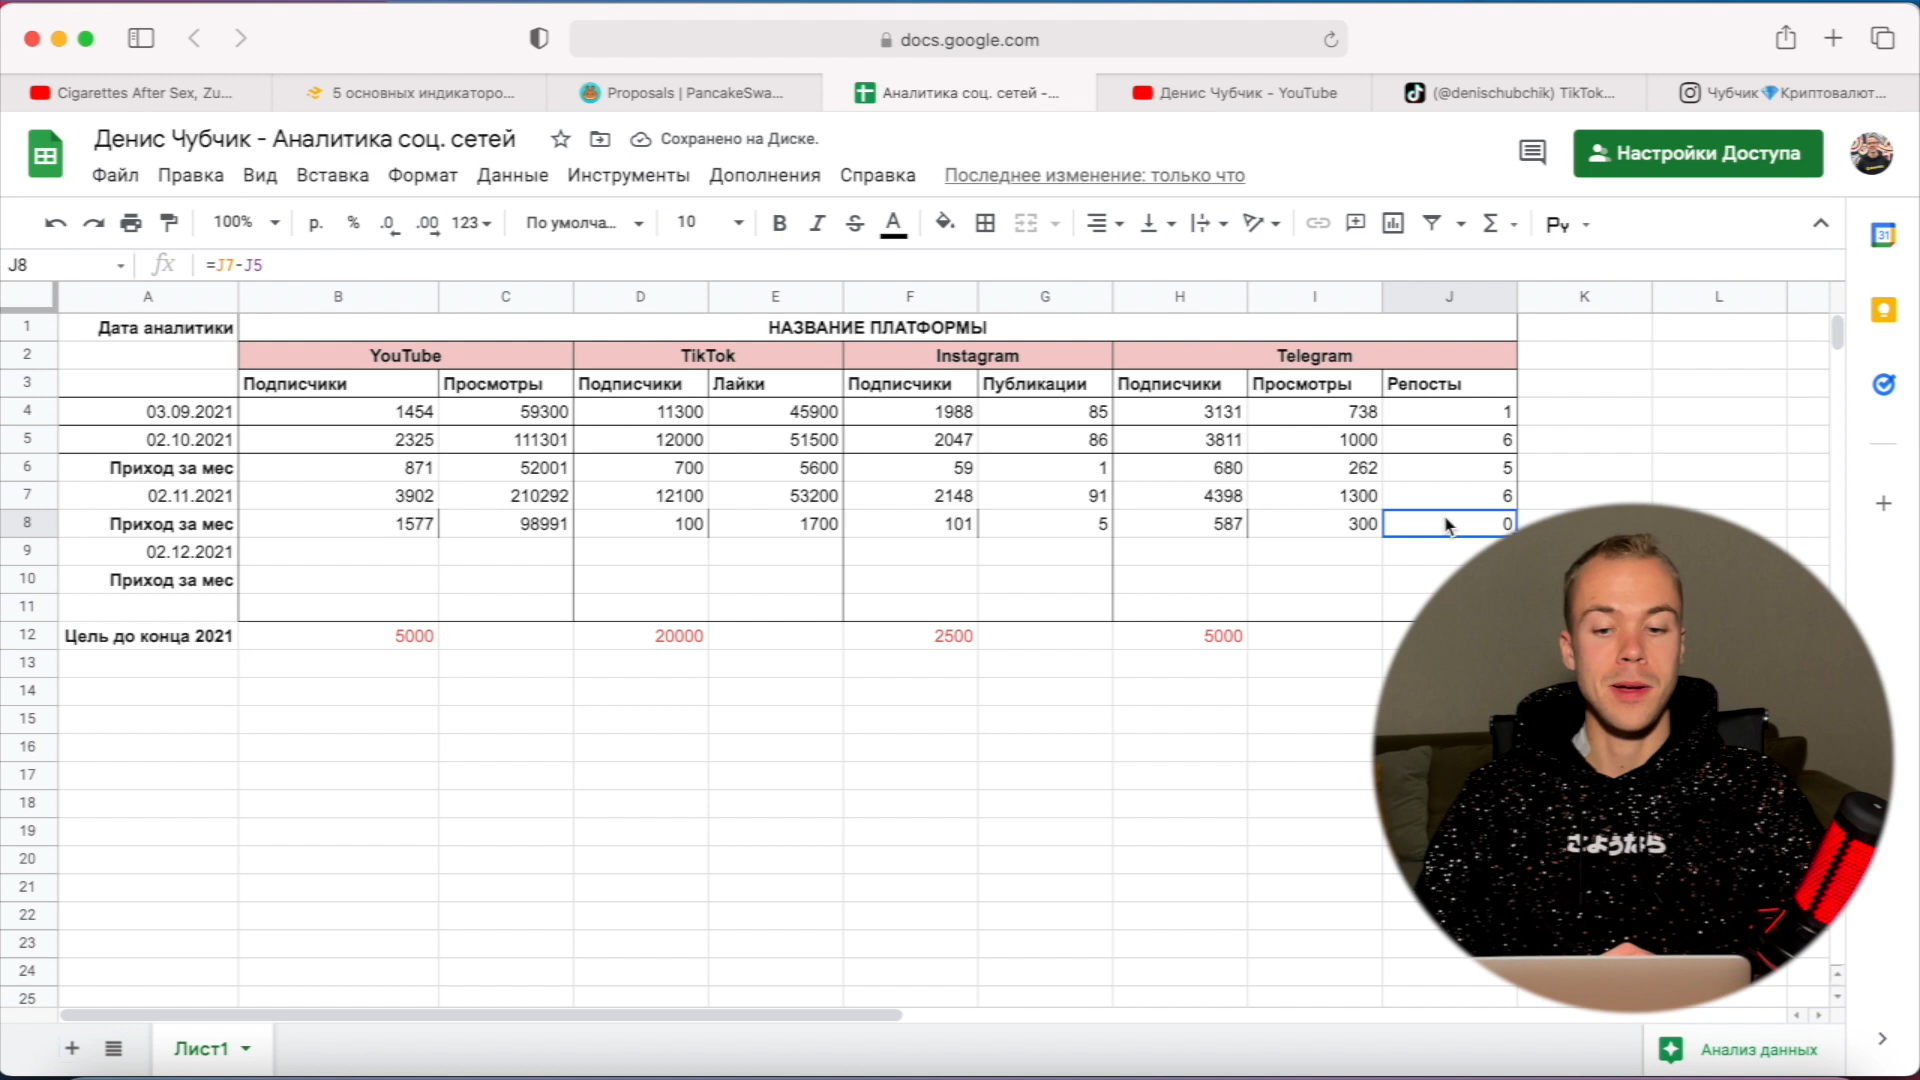 docs.google.com
Cigarettes After Sex, Zu...
5 основных индикаторо...
Proposals | PancakeSwa...
Аналитика соц. сетей -...
Денис Чубчик - YouTube
(@denischubchik) TikTok...
Чубчик💎Криптовалют...
Денис Чубчик - Аналитика соц. сетей
Сохранено на Диске.
Настройки Доступа
Файл Правка Вид Вставка Формат Данные Инструменты Дополнения Справка Последнее изменение: только что
100% р. % .0 .00 123 По умолча... 10 B I S A Σ Ру
31
J8 fx =J7-J5
A B C D E F G H I J K L
1 Дата аналитики НАЗВАНИЕ ПЛАТФОРМЫ
2 YouTube TikTok Instagram Telegram
3 Подписчики Просмотры Подписчики Лайки Подписчики Публикации Подписчики Просмотры Репосты
4 03.09.2021 1454 59300 11300 45900 1988 85 3131 738 1
5 02.10.2021 2325 111301 12000 51500 2047 86 3811 1000 6
6 Приход за мес 871 52001 700 5600 59 1 680 262 5
7 02.11.2021 3902 210292 12100 53200 2148 91 4398 1300 6
8 Приход за мес 1577 98991 100 1700 101 5 587 300 0
9 02.12.2021
10 Приход за мес
11
12 Цель до конца 2021 5000 20000 2500 5000
13
14
15
16
17
18
19
20
21
22
23
24
25
さようなら
Лист1
Анализ данных